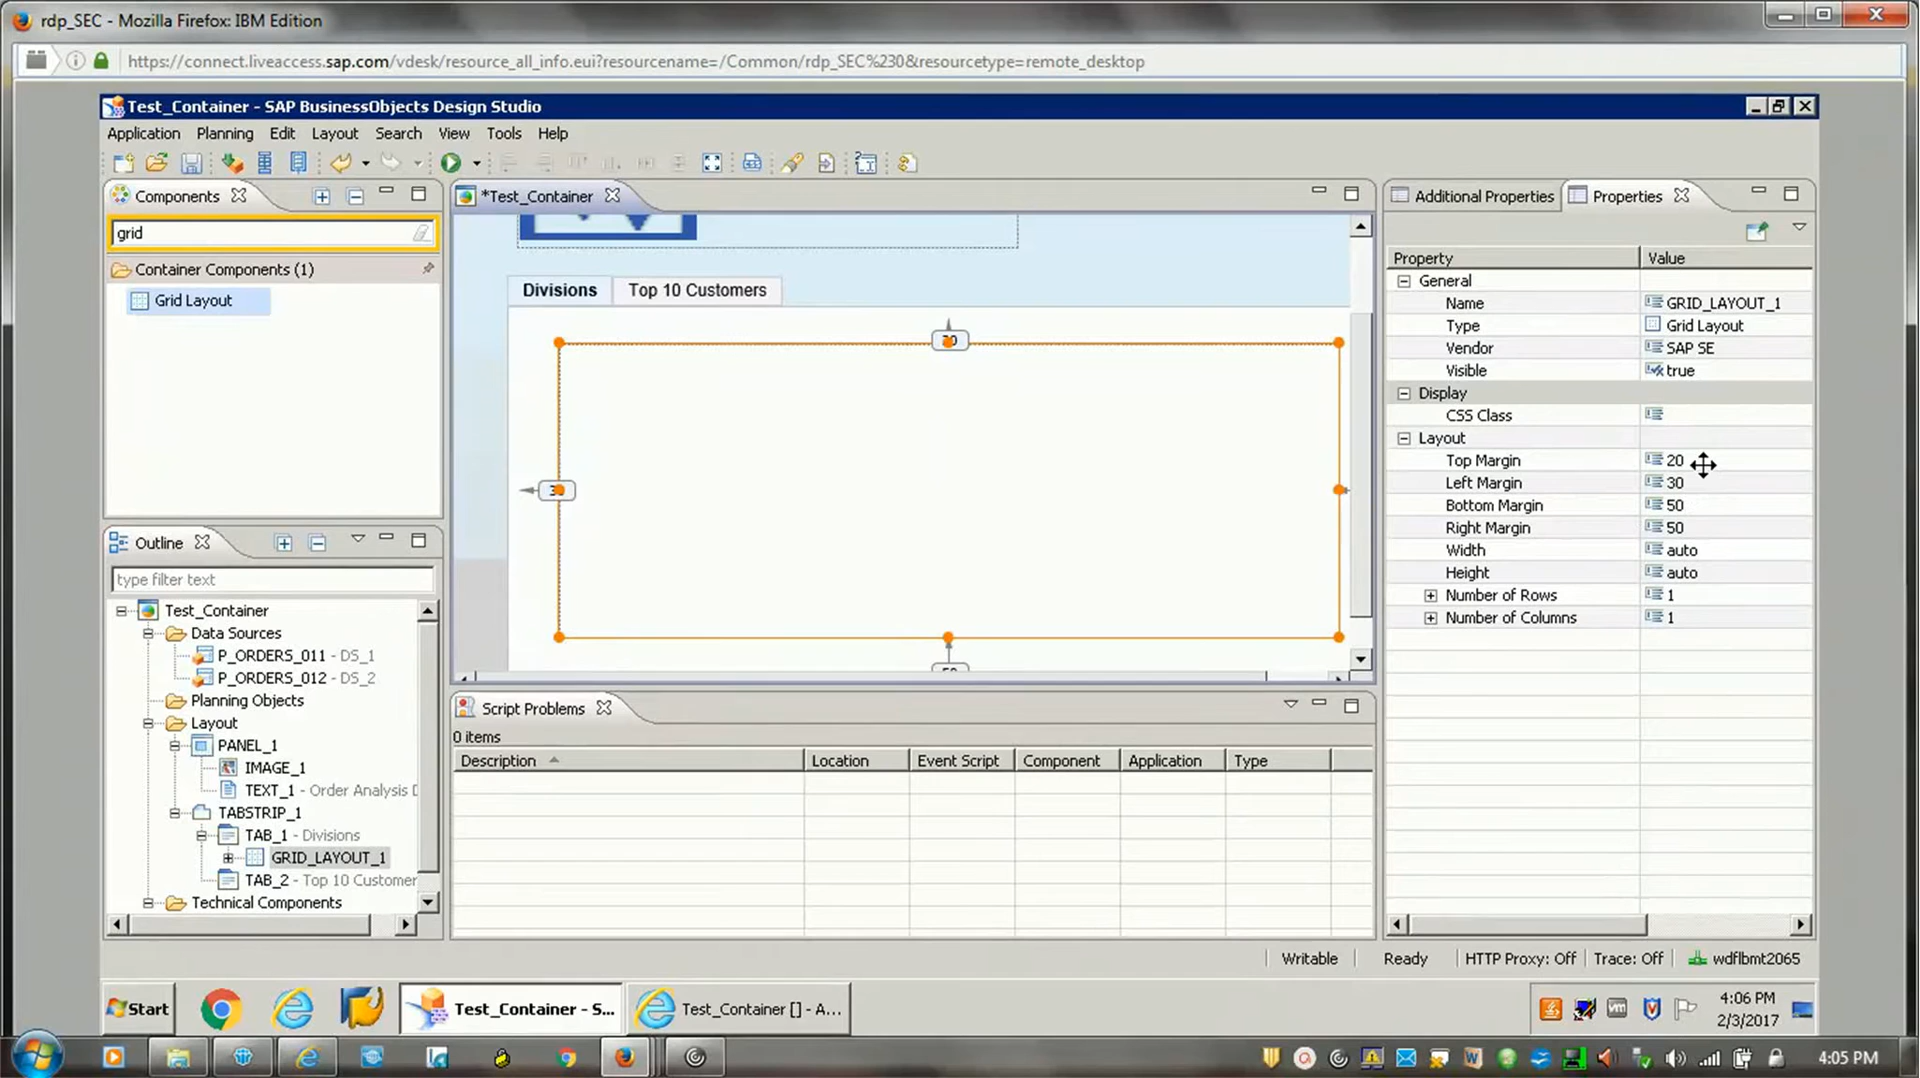 rdp_SEC - Mozilla Firefox: IBM Edition
https://connect.liveaccess.sap.com/vdesk/resource_all_info.eui?resourcename=/Common/rdp_SEC%230&resourcetype=remote_desktop
Test_Container - SAP BusinessObjects Design Studio
Application Planning Edit Layout Search View Tools Help
Components
grid
Container Components (1)
Grid Layout
Outline
type filter text
Test_Container
Data Sources
P_ORDERS_011 - DS_1
P_ORDERS_012 - DS_2
Planning Objects
Layout
PANEL_1
IMAGE_1
TEXT_1 - Order Analysis D
TABSTRIP_1
TAB_1 - Divisions
GRID_LAYOUT_1
TAB_2 - Top 10 Customer
Technical Components
*Test_Container
Divisions
Top 10 Customers
Script Problems
0 items
Description Location Event Script Component Application Type
Additional Properties
Properties
Property Value
General
Name GRID_LAYOUT_1
Type Grid Layout
Vendor SAP SE
Visible true
Display
CSS Class
Layout
Top Margin 20
Left Margin 30
Bottom Margin 50
Right Margin 50
Width auto
Height auto
Number of Rows 1
Number of Columns 1
Writable Ready HTTP Proxy: Off Trace: Off wdflbmt2065
Start
Test_Container - S...
Test_Container [] - A...
4:06 PM
2/3/2017
4:05 PM